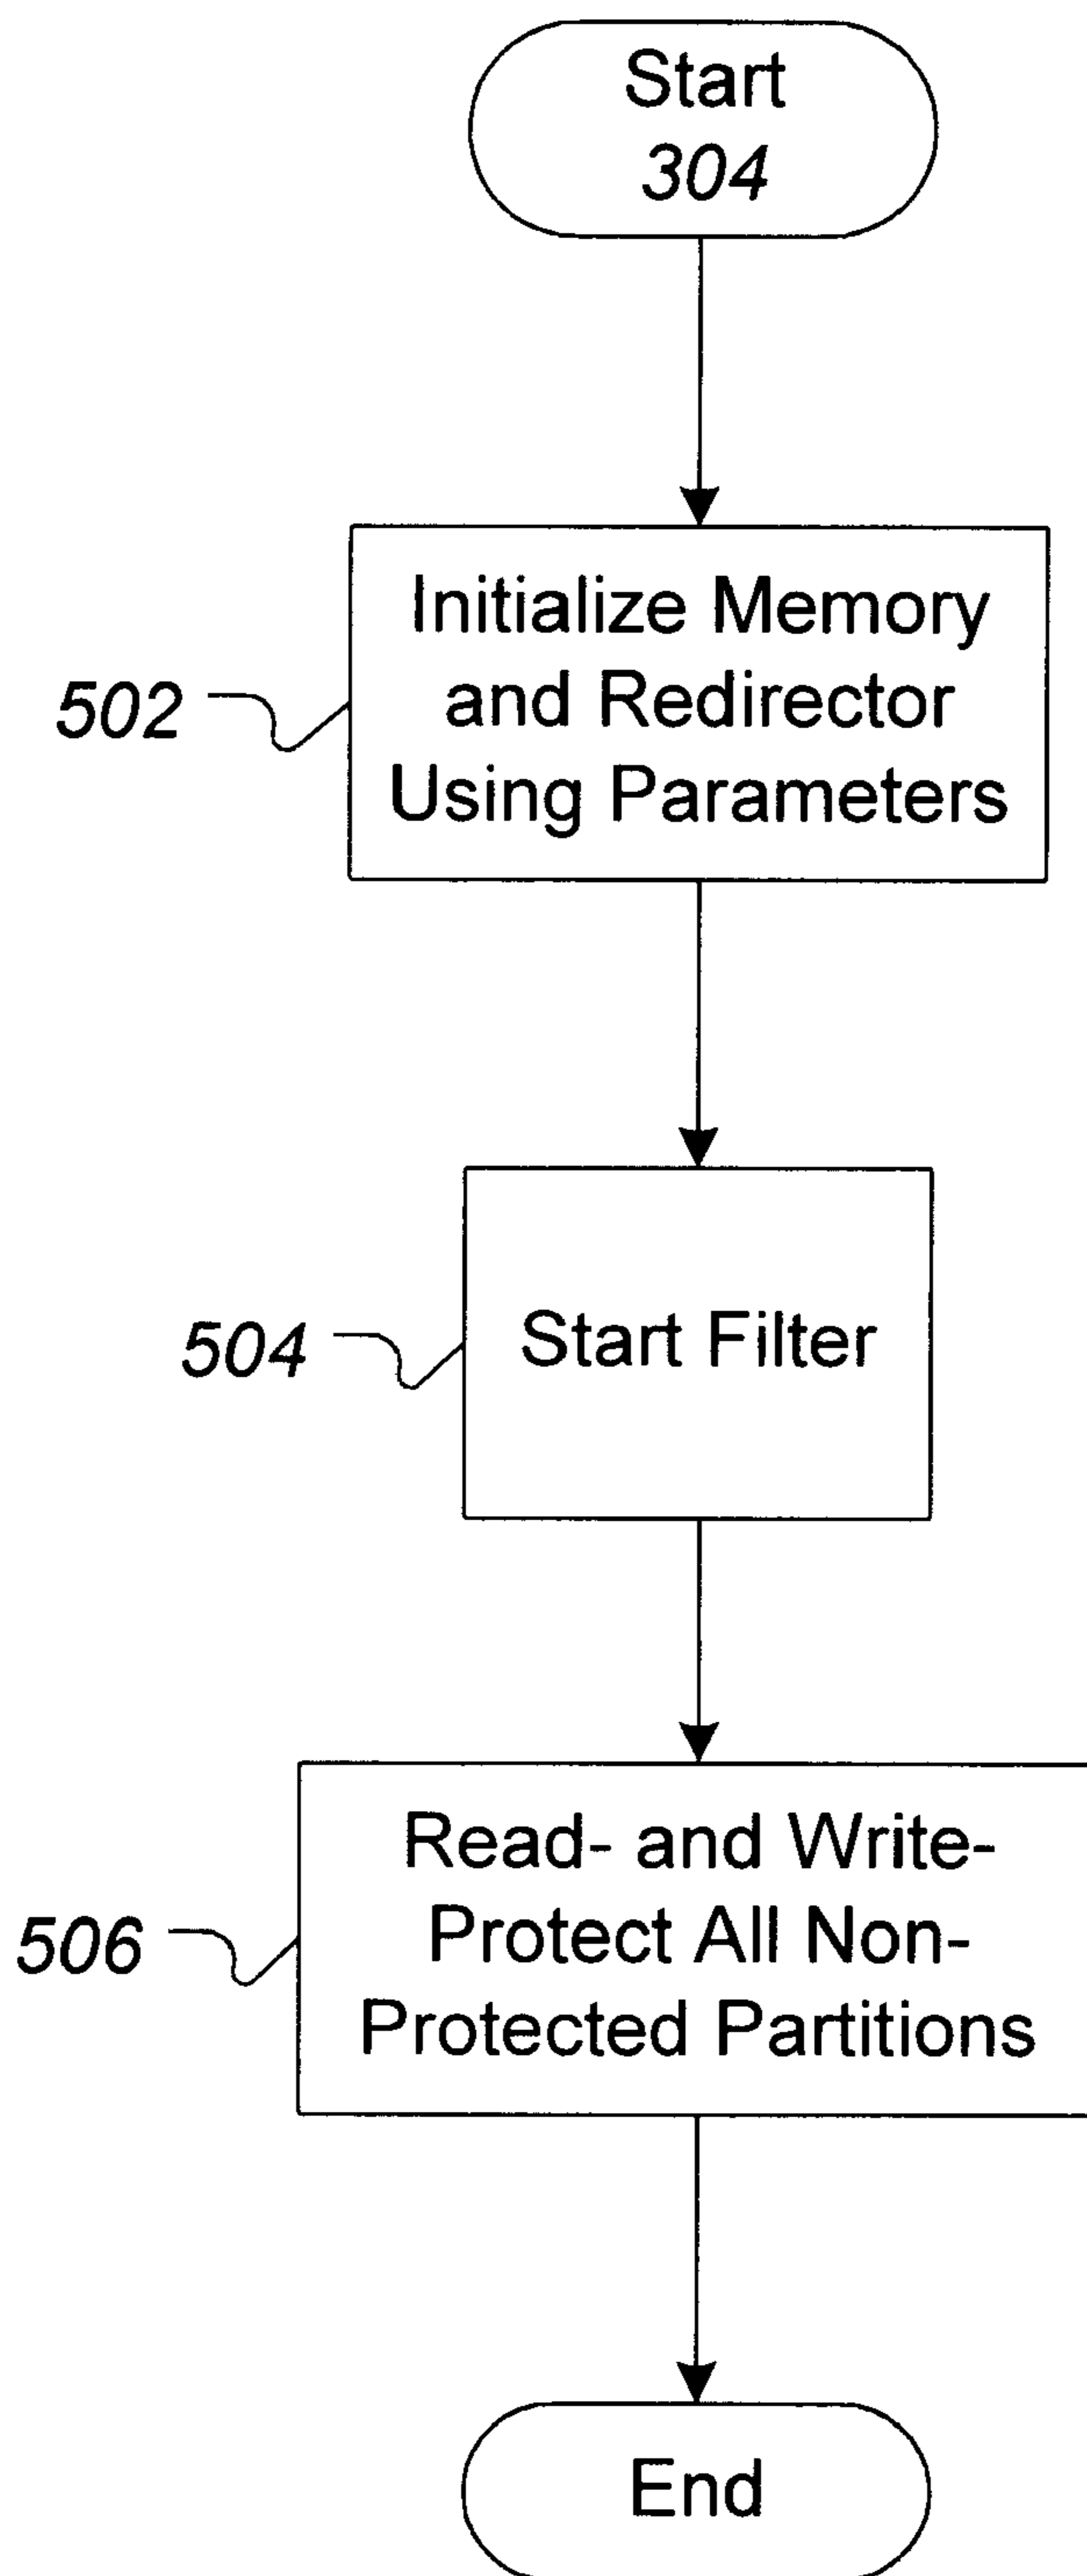 Start
304
Initialize Memory
and Redirector
Using Parameters
502
Start Filter
504
Read- and Write-
Protect All Non-
Protected Partitions
506
End